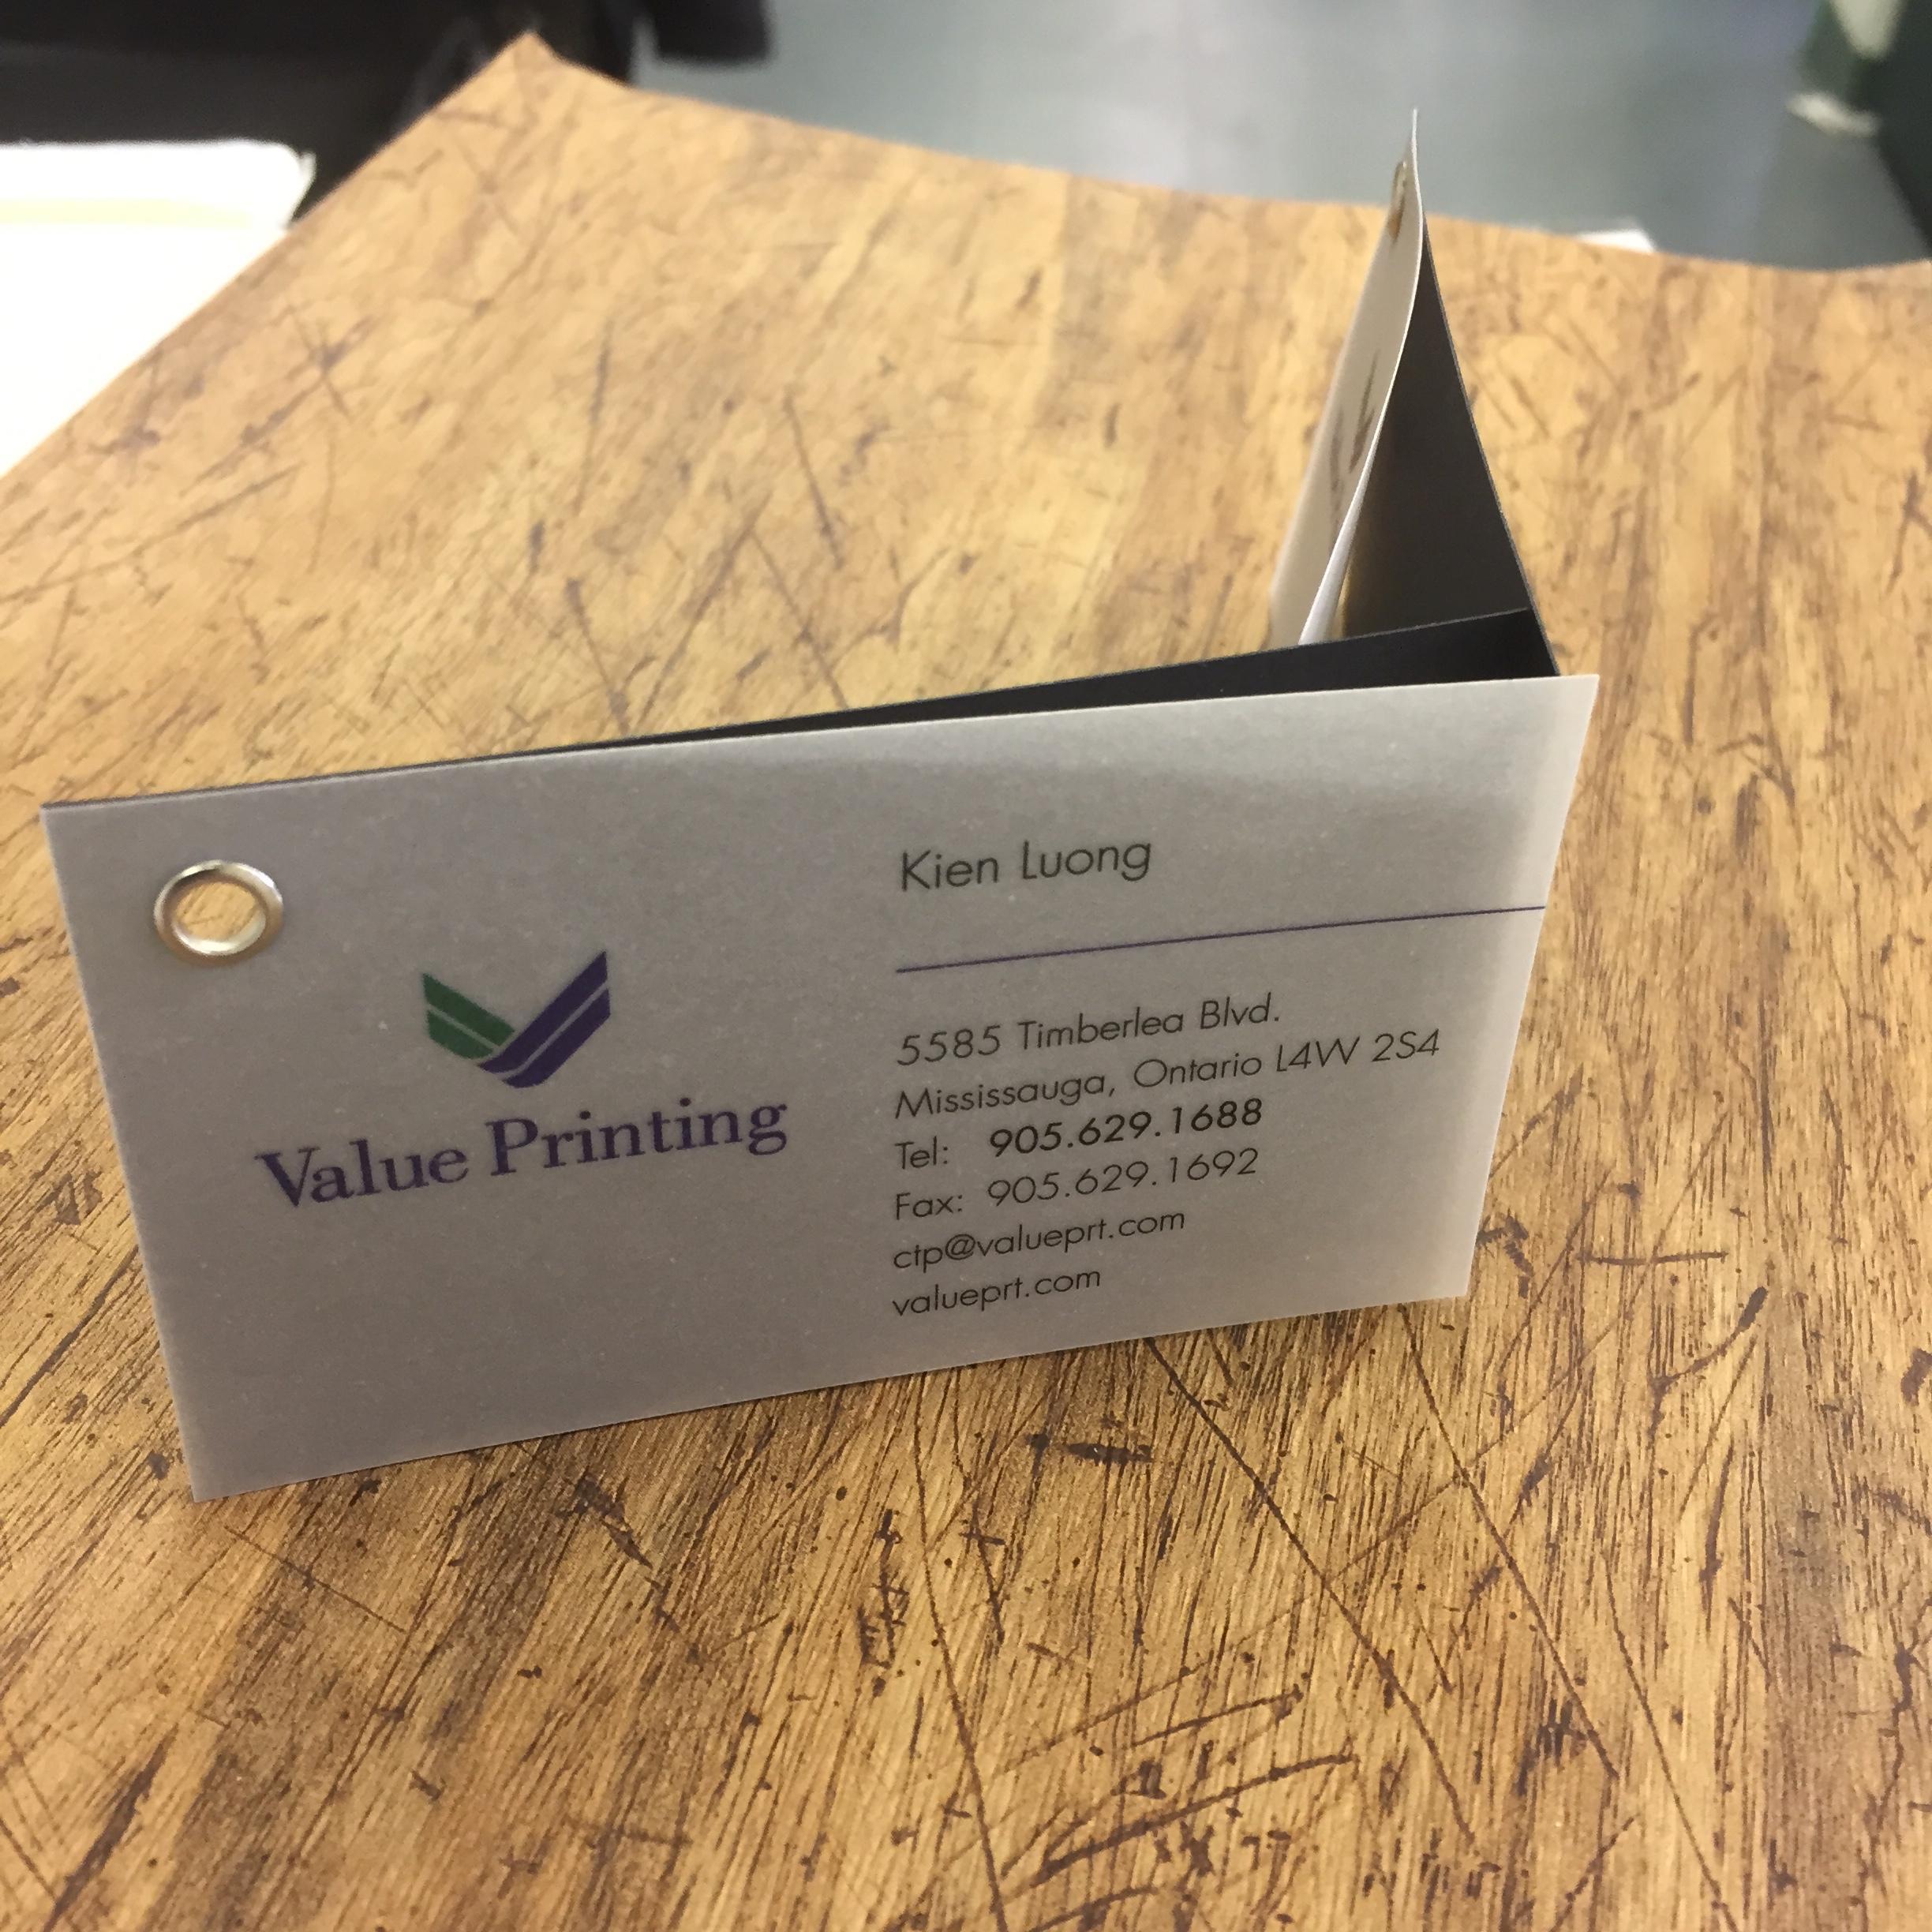 Value Printing
Kien Luong
5585 Timberlea Blvd.
Mississauga, Ontario L4W 2S4
Tel: 905.629.1688
Fax: 905.629.1692
ctp@valueprt.com
valueprt.com